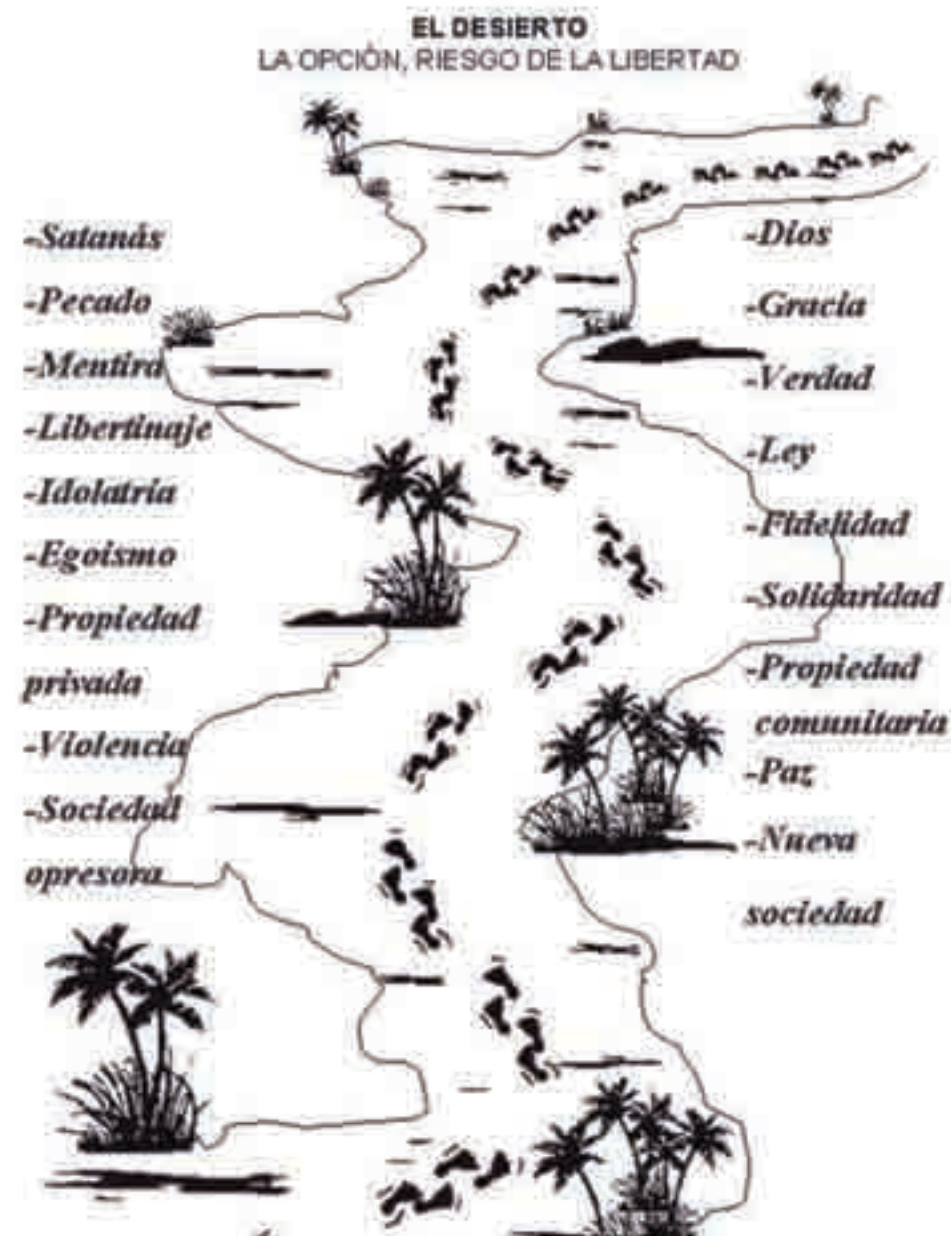 EL DESIERTO
LA OPCIÓN, RIESGO DE LA LIBERTAD
-Satanás
-Pecado
-Mentira
-Libertinaje
-Idolatría
-Egoismo
-Propiedad
privada
-Violencia
-Sociedad
opresora
-Dios
-Gracia
-Verdad
-Ley
-Fidelidad
-Solidaridad
-Propiedad
comunitaria
-Paz
-Nueva
sociedad